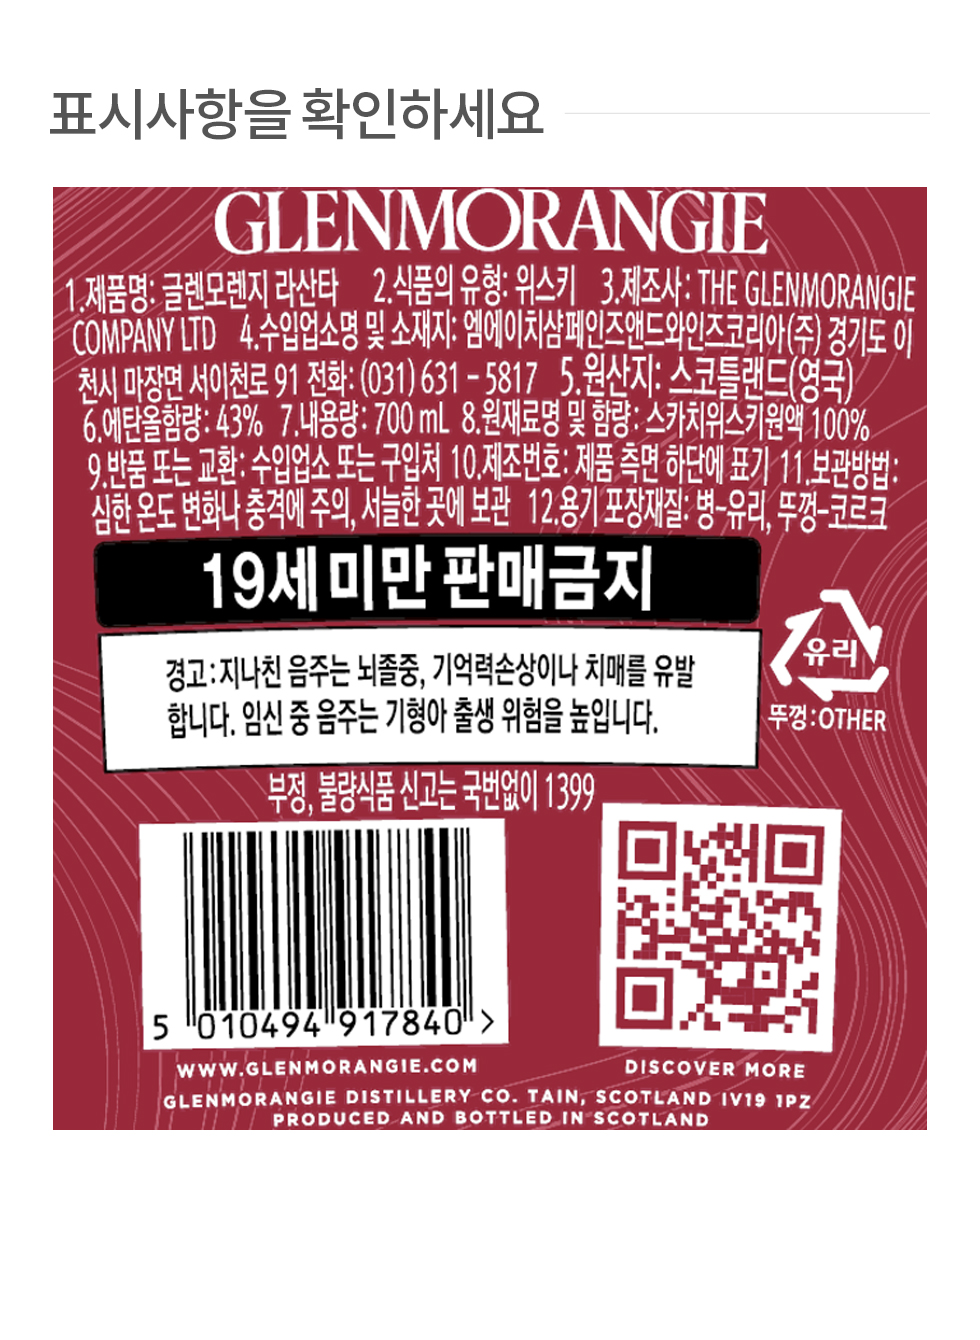 표시사항을 확인하세요
GLENMORANGIE
1.제품명: 글렌모렌지 라산타 2.식품의 유형: 위스키 3.제조사: THE GLENMORANGIE
COMPANY LTD 4.수입업소명 및 소재지: 엠에이치샴페인즈앤드와인즈코리아(주) 경기도 이
천시 마장면 서이천로 91 전화: (031) 631 - 5817 5.원산지: 스코틀랜드(영국)
6.에탄올함량: 43% 7.내용량: 700 mL 8.원재료명 및 함량: 스카치위스키원액 100%
9.반품 또는 교환: 수입업소 또는 구입처 10.제조번호: 제품 측면 하단에 표기 11.보관방법:
심한 온도 변화나 충격에 주의, 서늘한 곳에 보관 12.용기 포장재질: 병-유리, 뚜껑-코르크
19세 미만 판매금지
경고:지나친 음주는 뇌졸중, 기억력손상이나 치매를 유발
합니다. 임신 중 음주는 기형아 출생 위험을 높입니다.
유리
뚜껑:OTHER
부정, 불량식품 신고는 국번없이 1399
5 010494 917840 >
WWW.GLENMORANGIE.COM
DISCOVER MORE
GLENMORANGIE DISTILLERY CO. TAIN, SCOTLAND IV19 1PZ
PRODUCED AND BOTTLED IN SCOTLAND